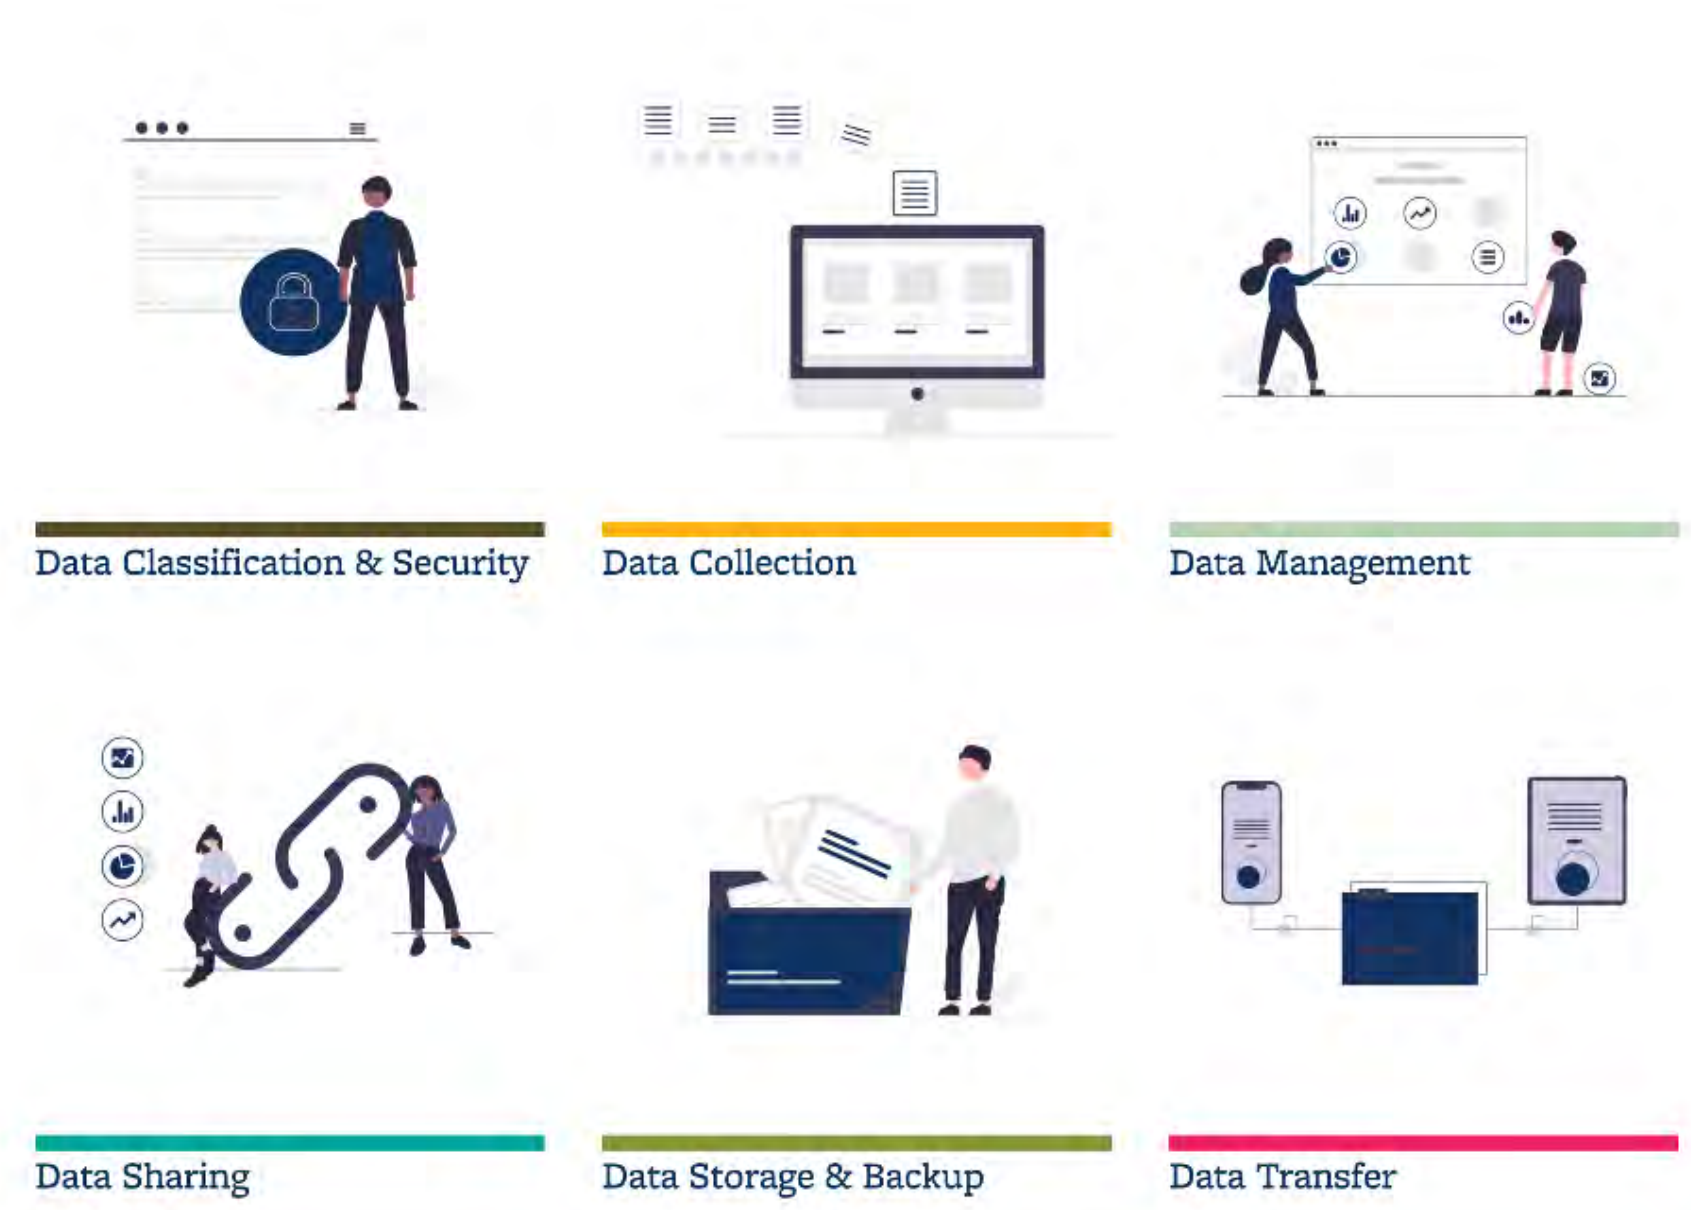 Data Classification & Security
Data Collection
Data Management
Data Sharing
Data Storage & Backup
Data Transfer